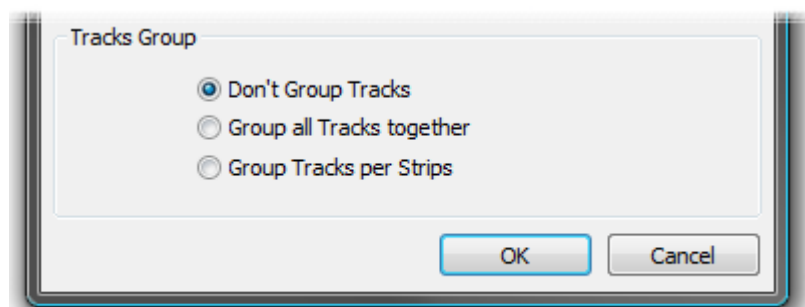 Tracks Group
Don't Group Tracks
Group all Tracks together
Group Tracks per Strips
OK Cancel